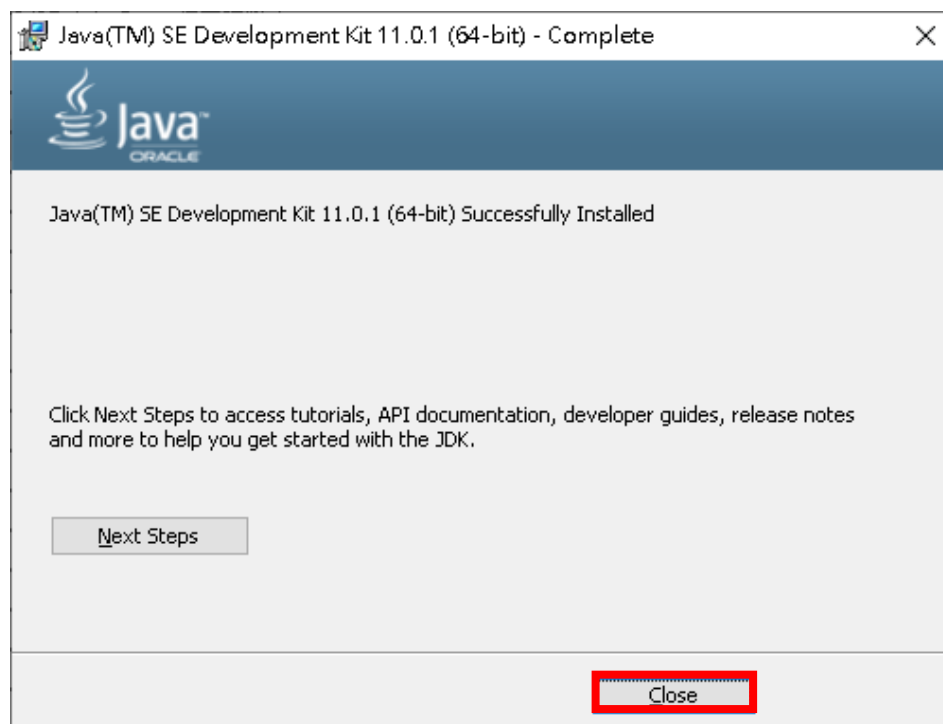 Java(TM) SE Development Kit 11.0.1 (64-bit) - Complete
Java™
ORACLE
Java(TM) SE Development Kit 11.0.1 (64-bit) Successfully Installed
Click Next Steps to access tutorials, API documentation, developer guides, release notes
and more to help you get started with the JDK.
Next Steps
Close